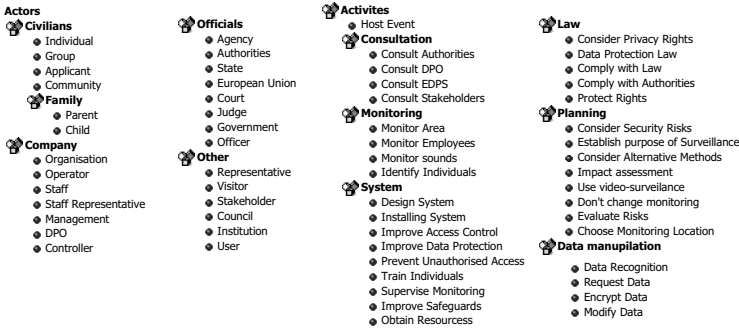 Actors
Civilians
Individual
Group
Applicant
Community
Family
Parent
Child
Company
Organisation
Operator
Staff
Staff Representative
Management
DPO
Controller
Officials
Agency
Authorities
State
European Union
Court
Judge
Government
Officer
Other
Representative
Visitor
Stakeholder
Council
Institution
User
Activites
Host Event
Consultation
Consult Authorities
Consult DPO
Consult EDPS
Consult Stakeholders
Monitoring
Monitor Area
Monitor Employees
Monitor sounds
Identify Individuals
System
Design System
Installing System
Improve Access Control
Improve Data Protection
Prevent Unauthorised Access
Train Individuals
Supervise Monitoring
Improve Safeguards
Obtain Resourcess
Law
Consider Privacy Rights
Data Protection Law
Comply with Law
Comply with Authorities
Protect Rights
Planning
Consider Security Risks
Establish purpose of Surveillance
Consider Alternative Methods
Impact assessment
Use video-surveilance
Don't change monitoring
Evaluate Risks
Choose Monitoring Location
Data manupilation
Data Recognition
Request Data
Encrypt Data
Modify Data